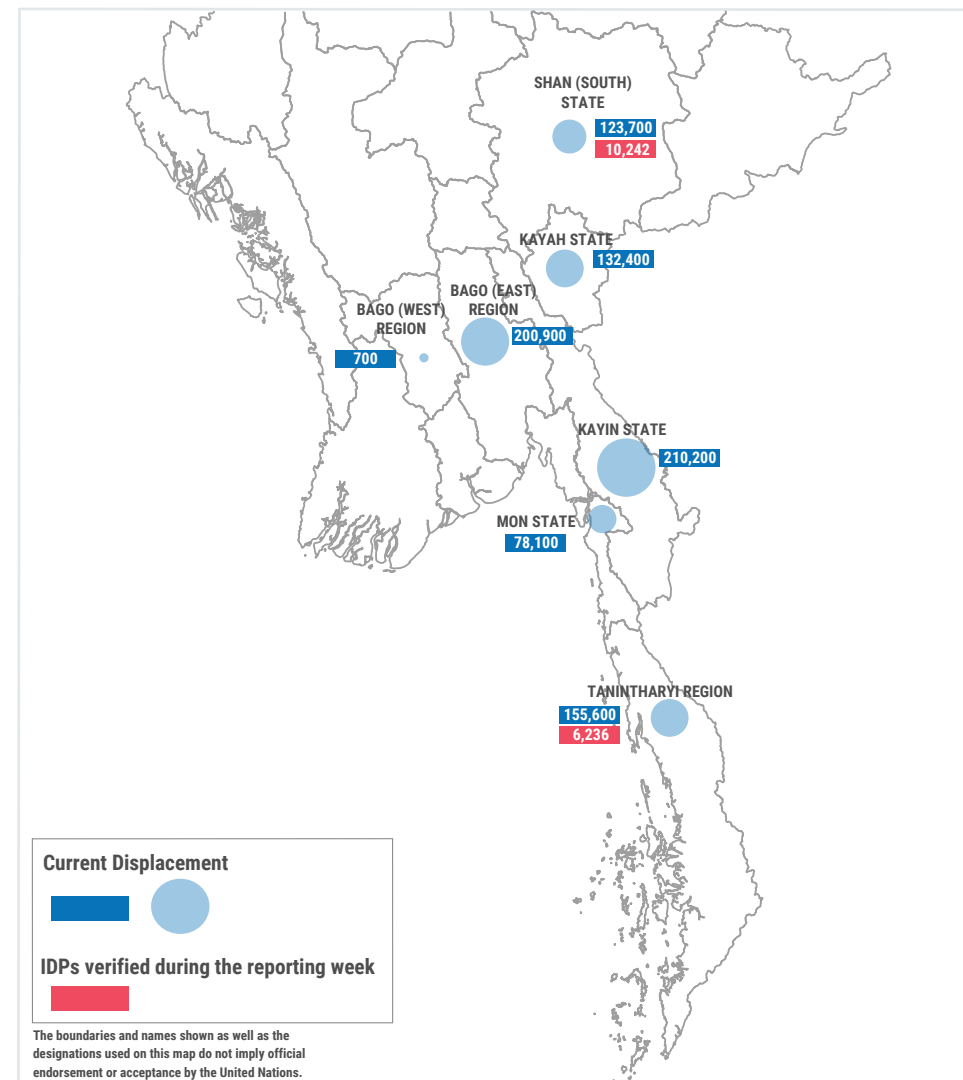 SHAN (SOUTH)
STATE
123,700
10,242
KAYAH STATE
132,400
BAGO (EAST)
REGION
200,900
BAGO (WEST)
REGION
700
KAYIN STATE
210,200
MON STATE
78,100
TANINTHARYI REGION
155,600
6,236
Current Displacement
IDPs verified during the reporting week
The boundaries and names shown as well as the
designations used on this map do not imply official
endorsement or acceptance by the United Nations.